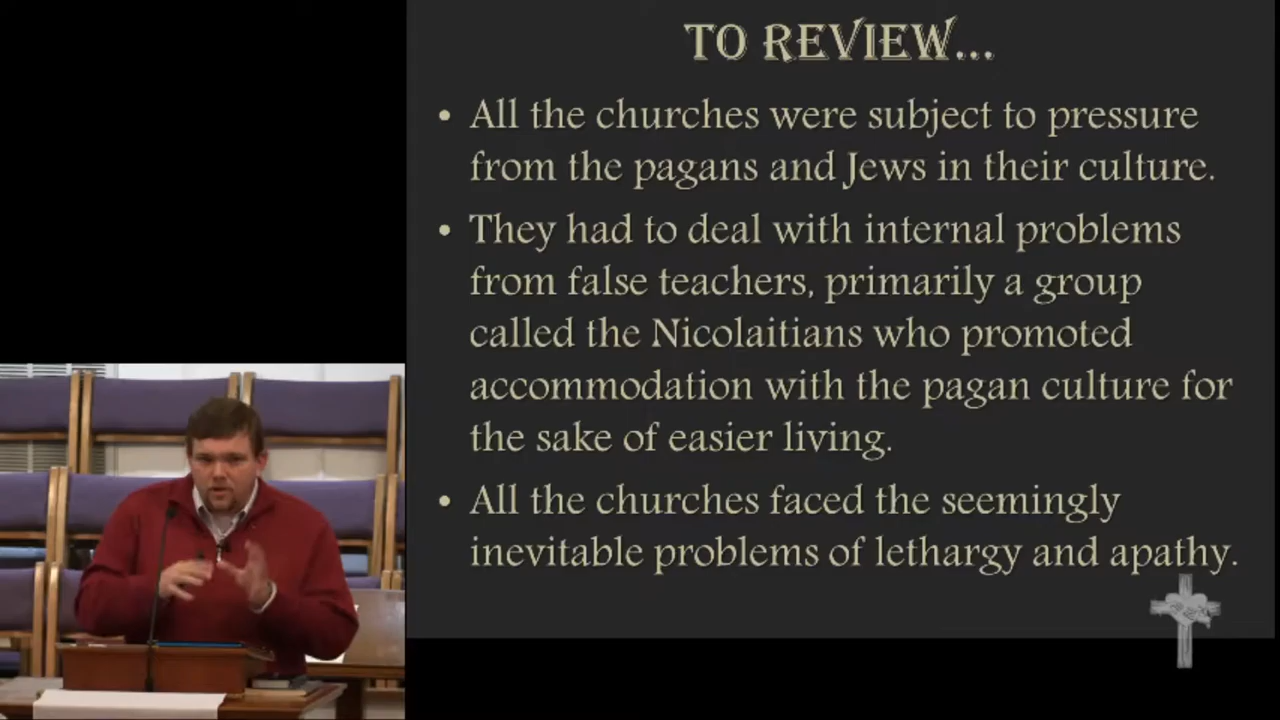 TO REVIEW...
• All the churches were subject to pressure
from the pagans and Jews in their culture.
• They had to deal with internal problems
from false teachers, primarily a group
called the Nicolaitians who promoted
accommodation with the pagan culture for
the sake of easier living.
• All the churches faced the seemingly
inevitable problems of lethargy and apathy.